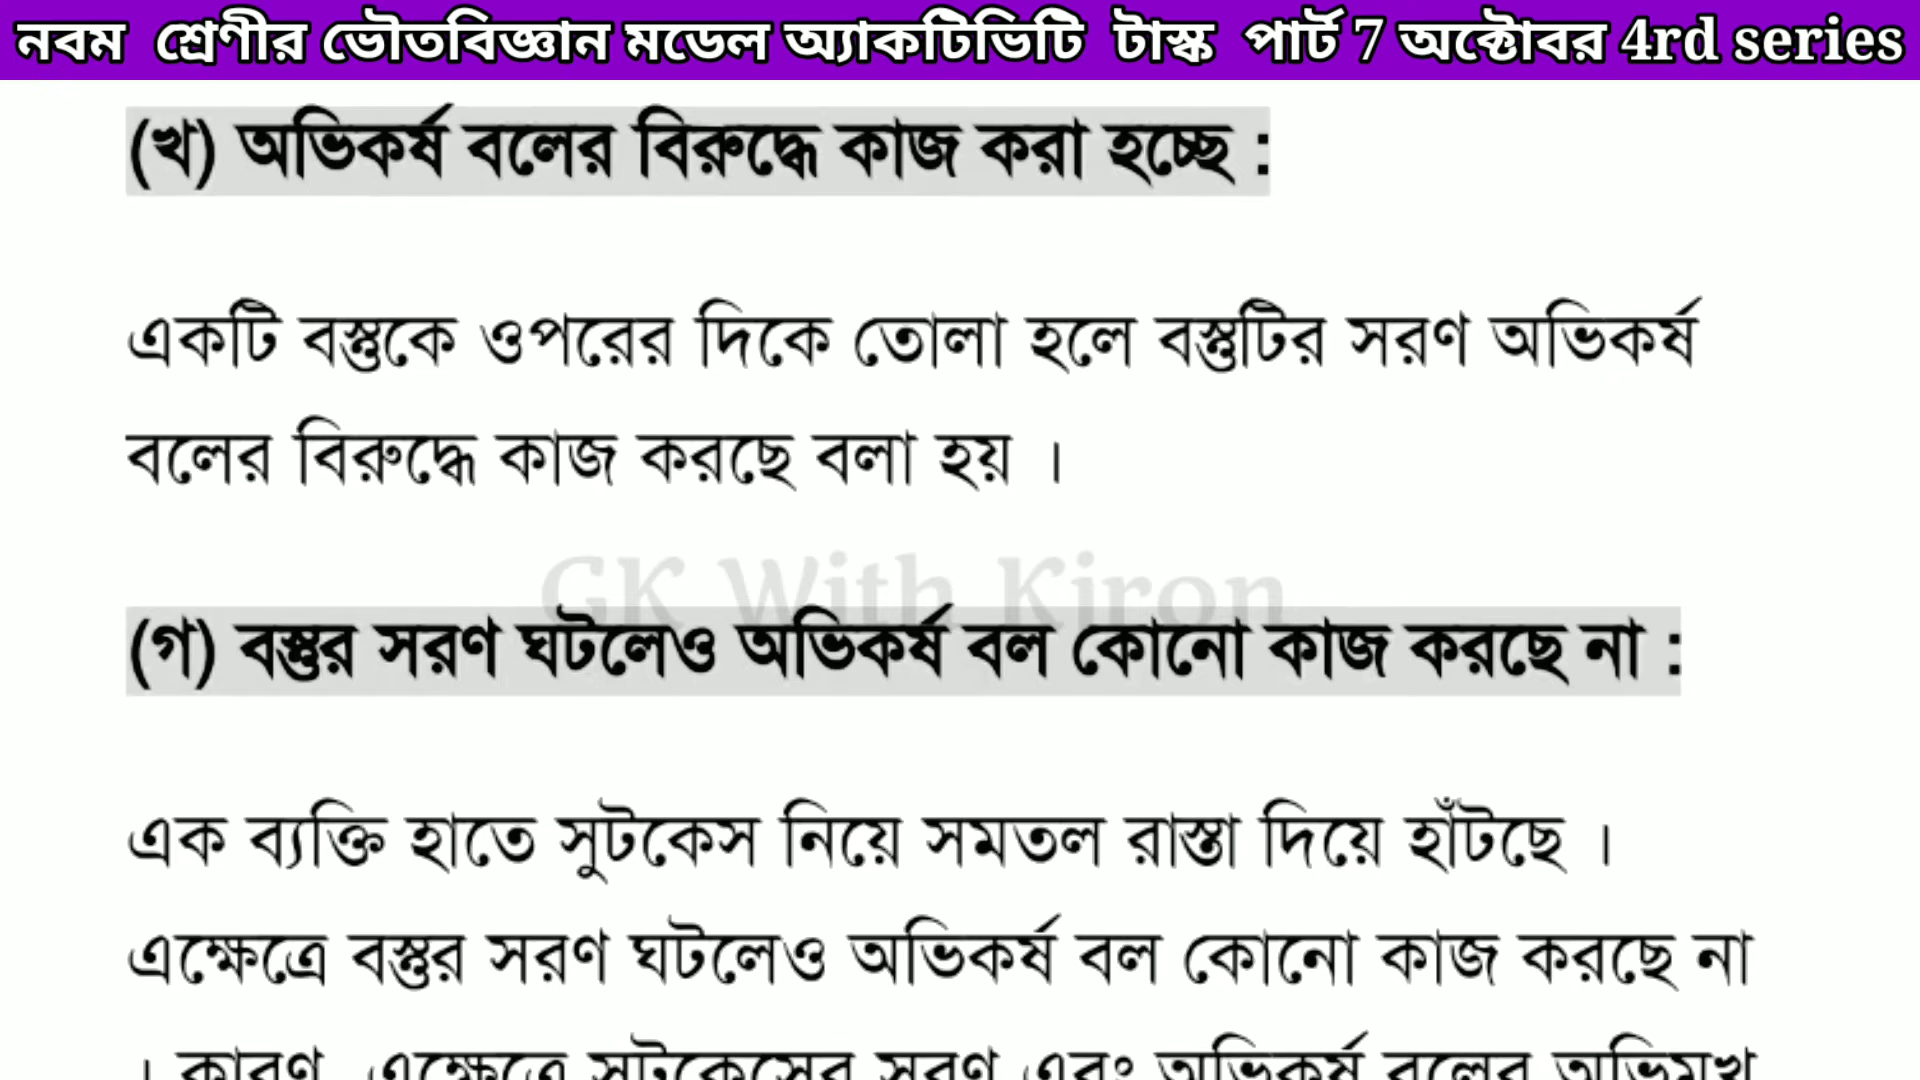 নবম শ্রেণীর ভৌতবিজ্ঞান মডেল অ্যাকটিভিটি টাস্ক পার্ট 7 অক্টোবর 4rd series
(খ) অভিকর্ষ বলের বিরুদ্ধে কাজ করা হচ্ছে :
একটি বস্তুকে ওপরের দিকে তোলা হলে বস্তুটির সরণ অভিকর্ষ
বলের বিরুদ্ধে কাজ করছে বলা হয় ।
GK With Kiron
(গ) বস্তুর সরণ ঘটলেও অভিকর্ষ বল কোনো কাজ করছে না :
এক ব্যক্তি হাতে সুটকেস নিয়ে সমতল রাস্তা দিয়ে হাঁটছে ।
এক্ষেত্রে বস্তুর সরণ ঘটলেও অভিকর্ষ বল কোনো কাজ করছে না
। কারণ এক্ষেত্রে সুটকেসের সরণ এবং অভিকর্ষ বলের অভিমুখ